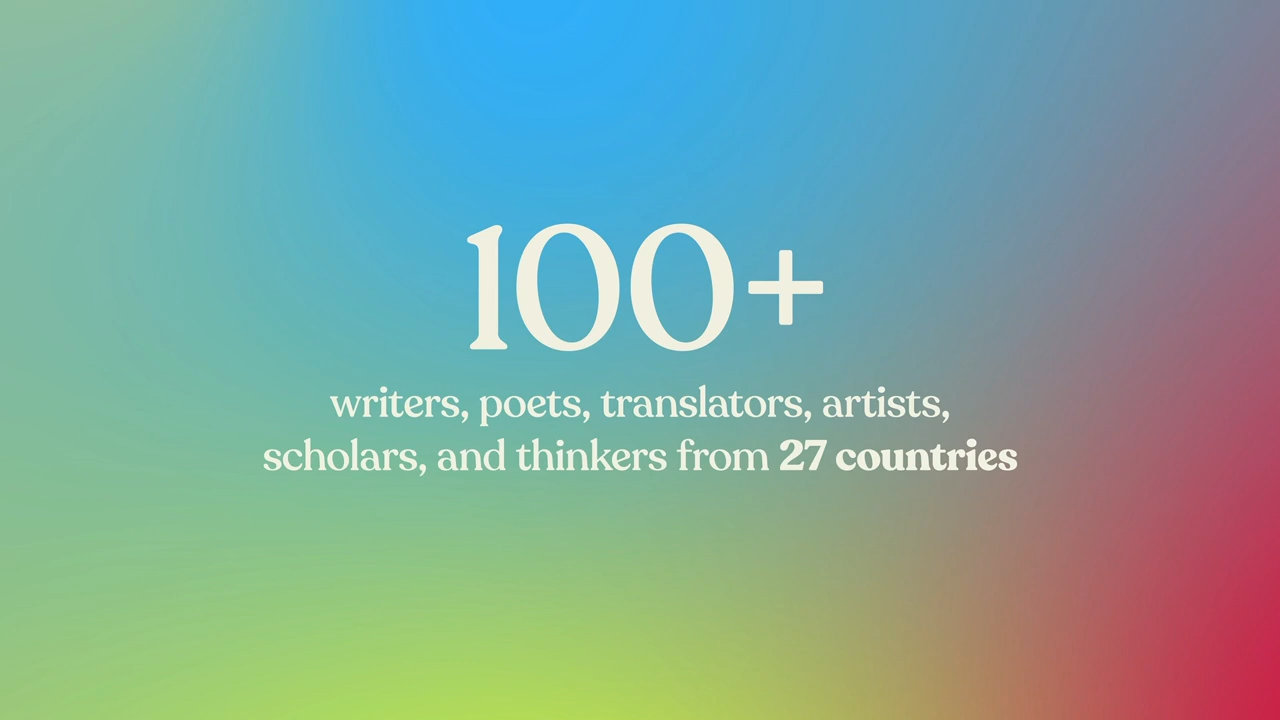 100+
writers, poets, translators, artists,
scholars, and thinkers from 27 countries